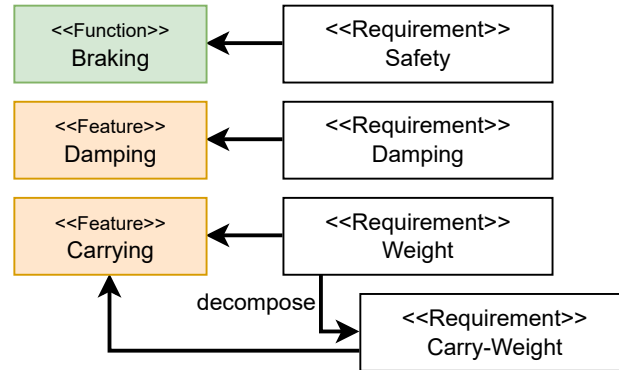 <<Function>>
Braking
<<Requirement>>
Safety
<<Feature>>
Damping
<<Requirement>>
Damping
<<Feature>>
Carrying
<<Requirement>>
Weight
decompose
<<Requirement>>
Carry-Weight